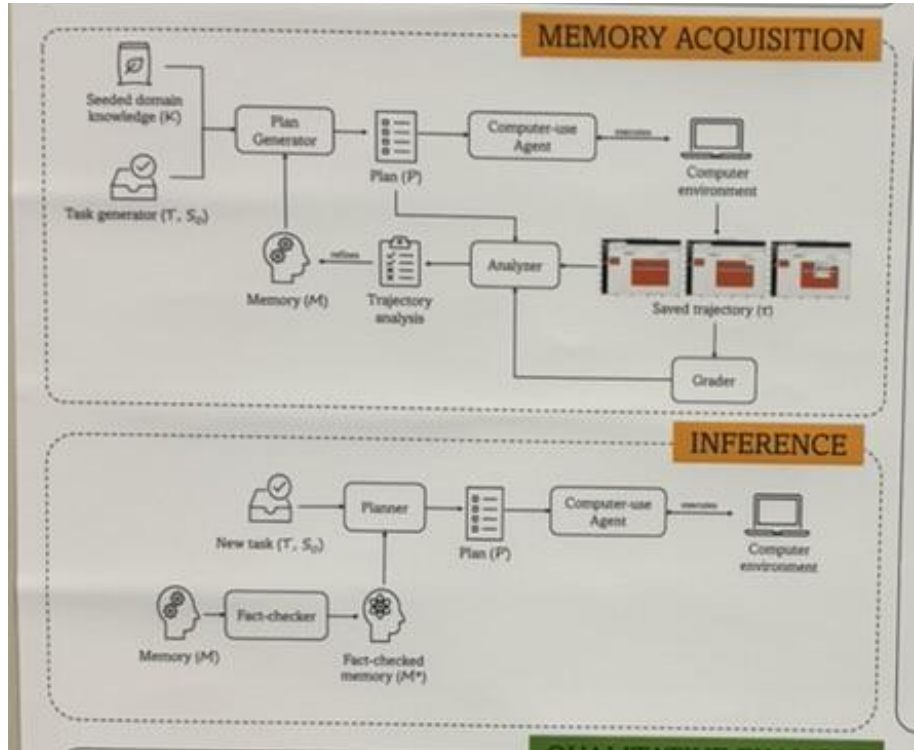 MEMORY ACQUISITION
Seeded domain
knowledge (K)
Plan
Generator
Computer-use
Agent
executes
Plan (P)
Computer
environment
Task generator (T, S₀)
Memory (M)
refines
Trajectory
analysis
Analyzer
Saved trajectory (τ)
Grader
INFERENCE
New task (T, S₀)
Planner
Plan (P)
Computer-use
Agent
executes
Computer
environment
Memory (M)
Fact-checker
Fact-checked
memory (M*)